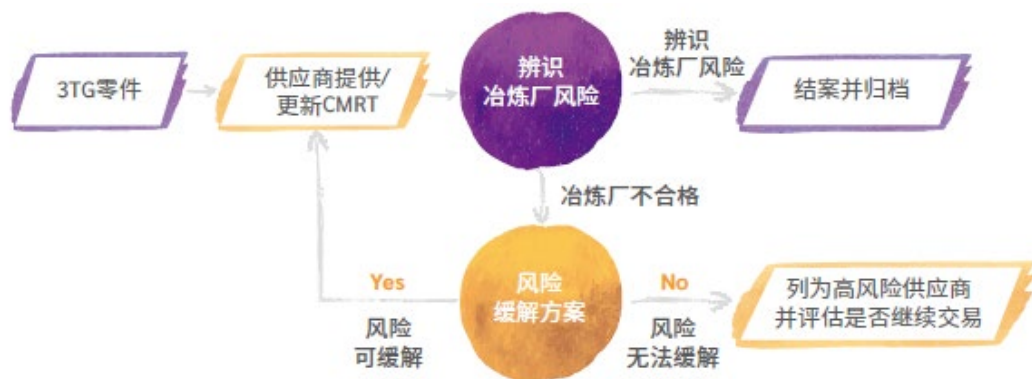 3TG零件
供应商提供/
更新CMRT
辨识
冶炼厂风险
辨识
冶炼厂风险
结案并归档
冶炼厂不合格
Yes
风险
可缓解
风险
缓解方案
No
风险
无法缓解
列为高风险供应商
并评估是否继续交易